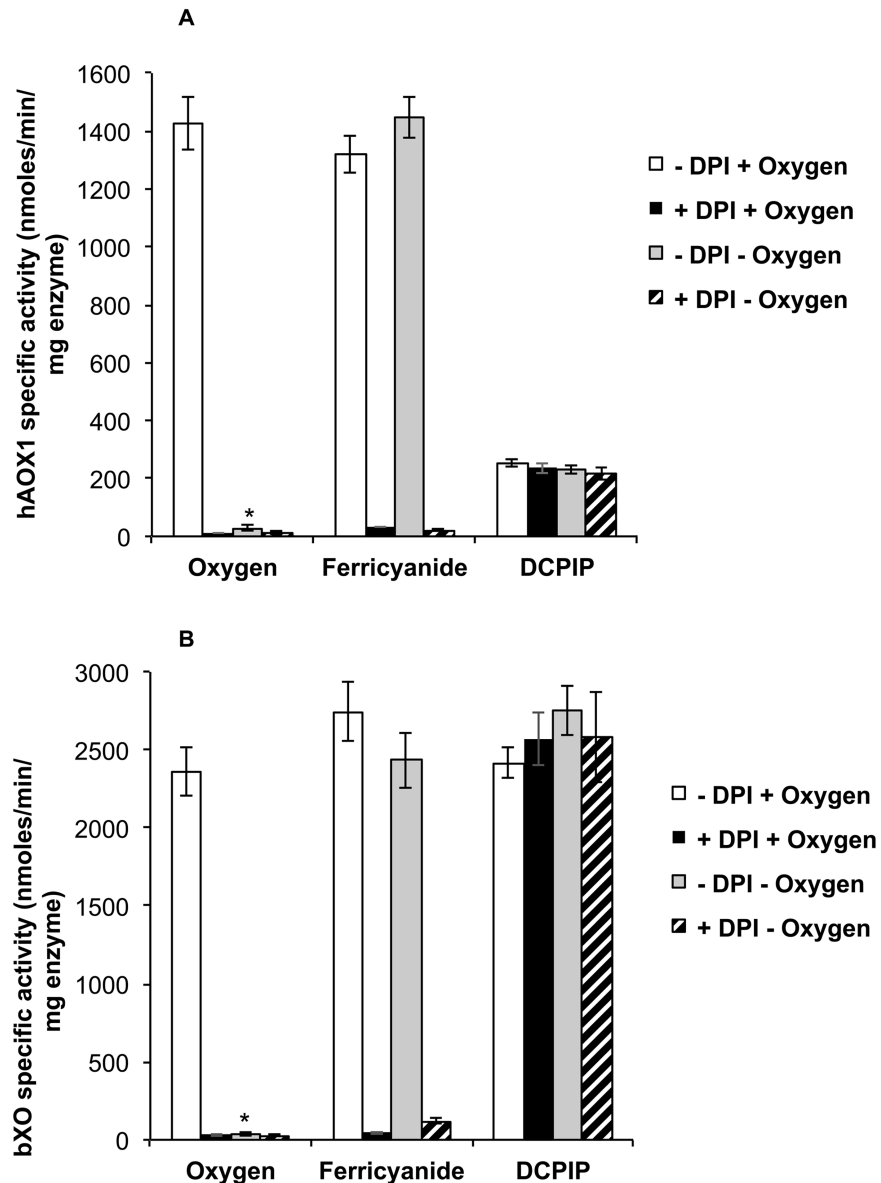 A
hAOX1 specific activity (nmoles/min/
mg enzyme)
1600
1400
1200
1000
800
600
400
200
0
*
Oxygen
Ferricyanide
DCPIP
- DPI + Oxygen
+ DPI + Oxygen
- DPI - Oxygen
+ DPI - Oxygen
B
bXO specific activity (nmoles/min/
mg enzyme)
3000
2500
2000
1500
1000
500
0
*
Oxygen
Ferricyanide
DCPIP
- DPI + Oxygen
+ DPI + Oxygen
- DPI - Oxygen
+ DPI - Oxygen